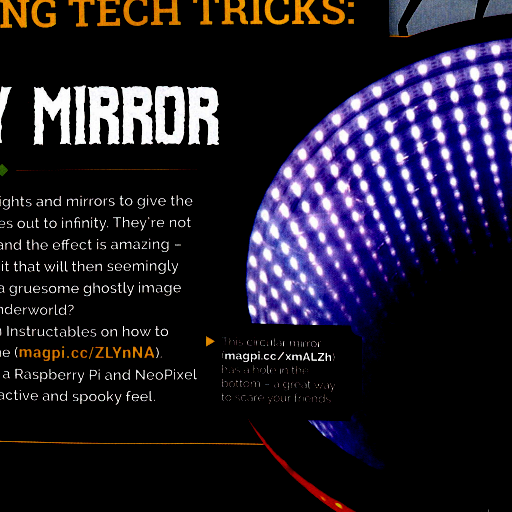 NG TECH TRICKS:
Y MIRROR
ights and mirrors to give the
es out to infinity. They're not
and the effect is amazing –
it that will then seemingly
a gruesome ghostly image
nderworld?
Instructables on how to
e (magpi.cc/ZLYnNA).
a Raspberry Pi and NeoPixel
active and spooky feel.
This circular mirror
(magpi.cc/xmALZh)
has a hole in the
bottom – a great way
to scare your friends